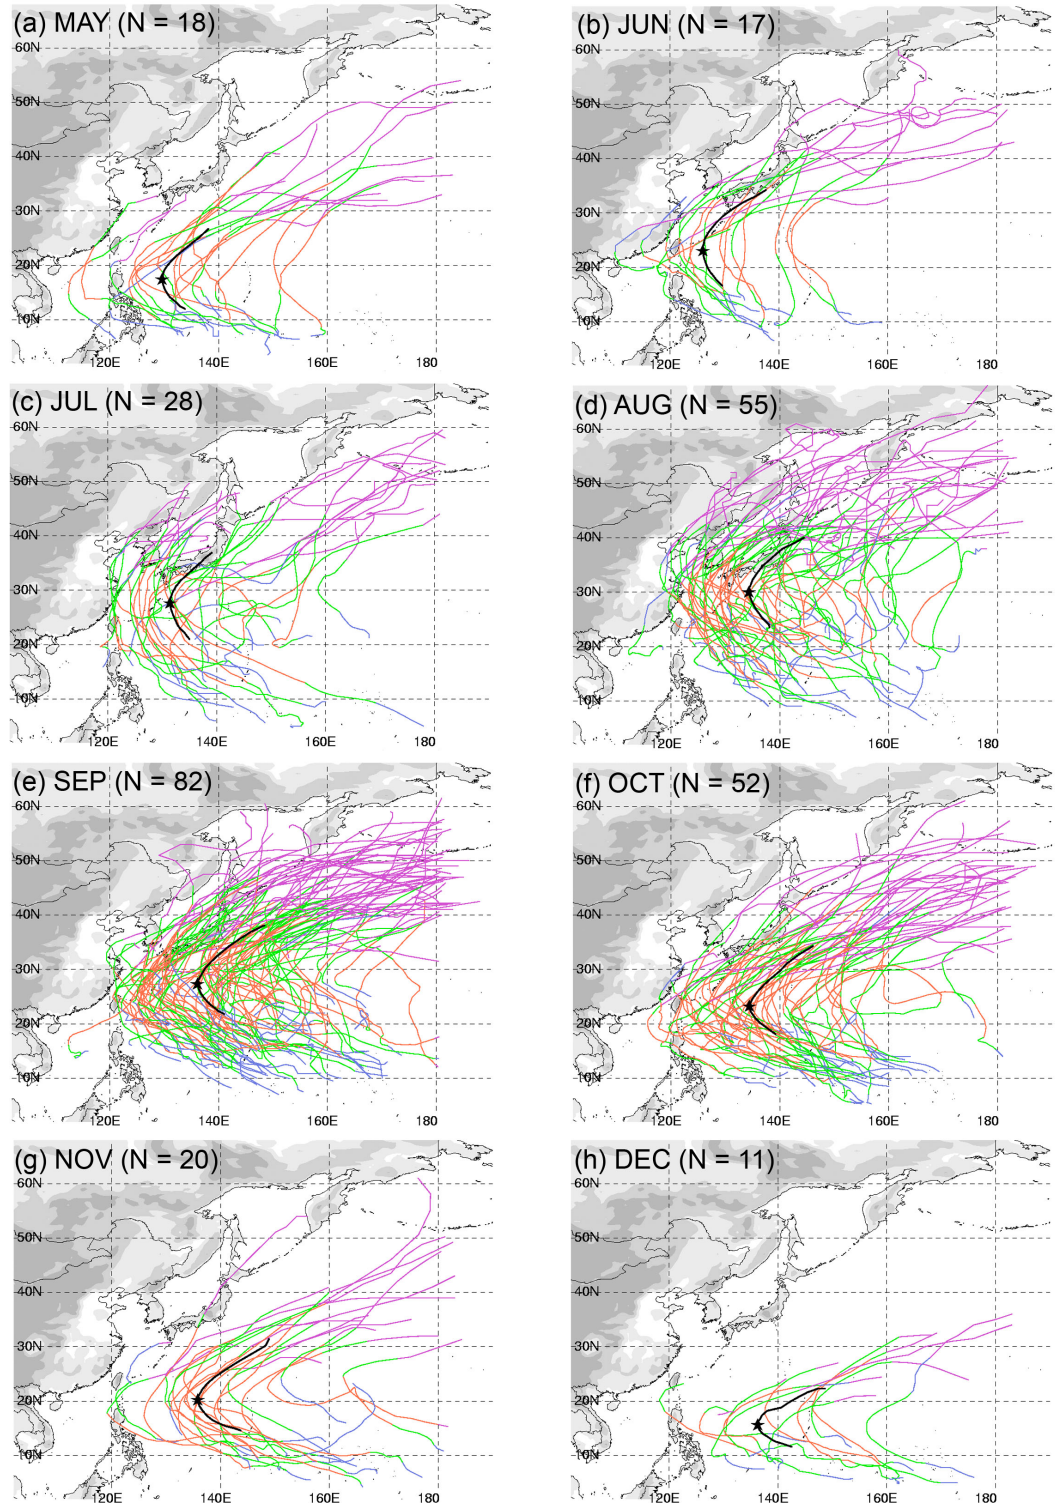 (a) MAY (N = 18)
60N
50N
40N
30N
20N
10N
120E 140E 160E 180
(b) JUN (N = 17)
60N
50N
40N
30N
20N
10N
120E 140E 160E 180
(c) JUL (N = 28)
60N
50N
40N
30N
20N
10N
120E 140E 160E 180
(d) AUG (N = 55)
60N
50N
40N
30N
20N
10N
120E 140E 160E 180
(e) SEP (N = 82)
60N
50N
40N
30N
20N
10N
120E 140E 160E 180
(f) OCT (N = 52)
60N
50N
40N
30N
20N
10N
120E 140E 160E 180
(g) NOV (N = 20)
60N
50N
40N
30N
20N
10N
120E 140E 160E 180
(h) DEC (N = 11)
60N
50N
40N
30N
20N
10N
120E 140E 160E 180